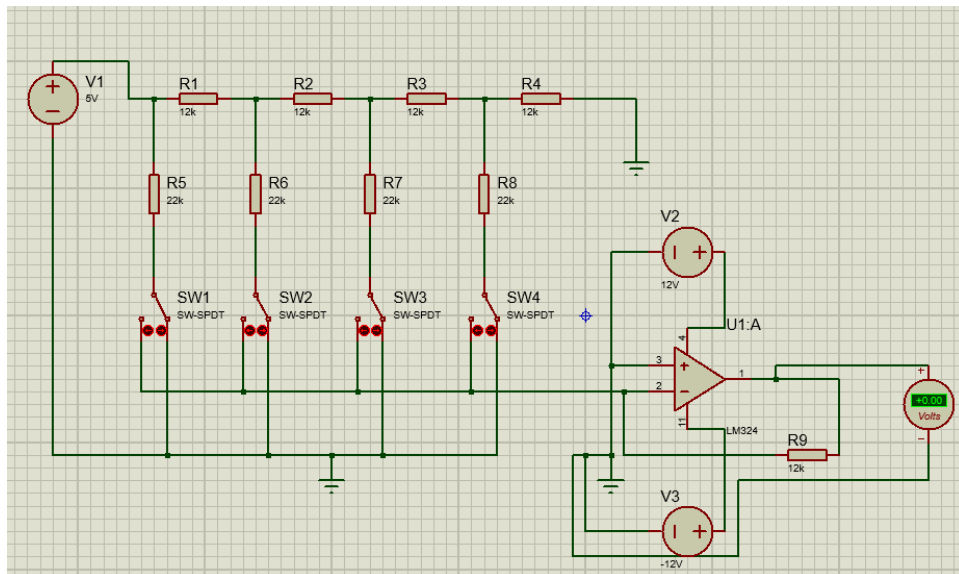 V1
5V
R1
12k
R2
12k
R3
12k
R4
12k
R5
22k
R6
22k
R7
22k
R8
22k
SW1
SW-SPDT
SW2
SW-SPDT
SW3
SW-SPDT
SW4
SW-SPDT
V2
12V
U1:A
4
3
2
1
11
LM324
+0.00
Volts
R9
12k
V3
-12V